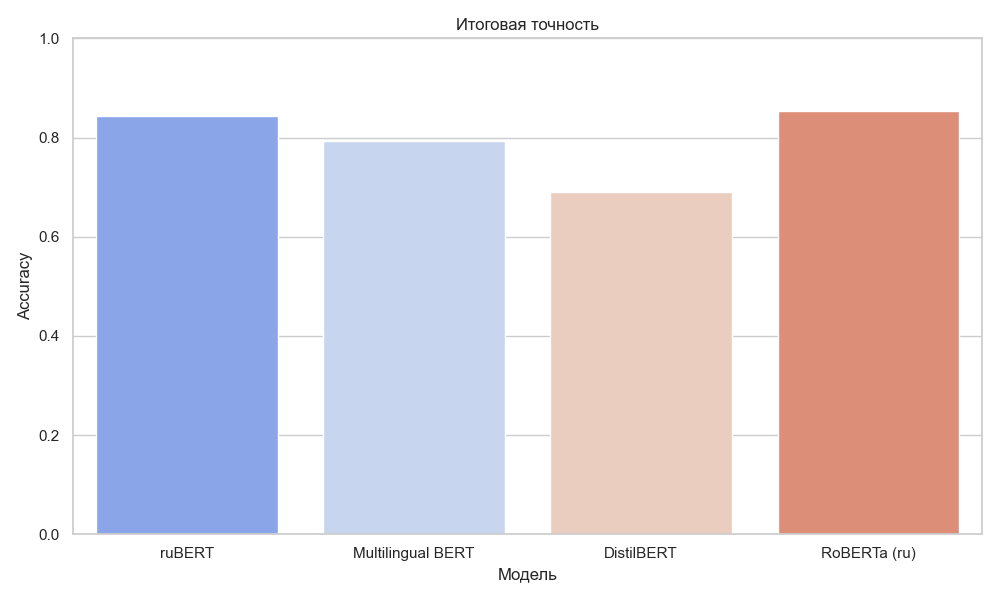 Итоговая точность
1.0
0.8
0.6
0.4
0.2
0.0
Accuracy
ruBERT
Multilingual BERT
DistilBERT
RoBERTa (ru)
Модель